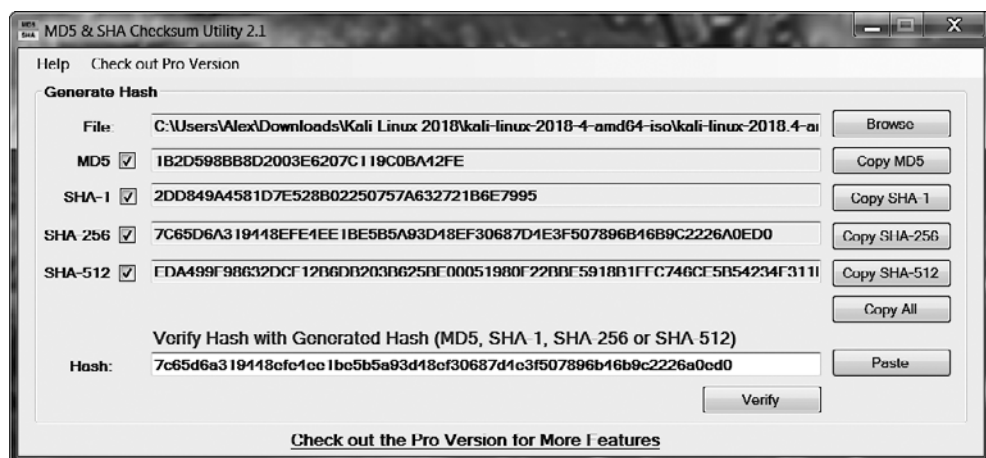 MD5 & SHA Checksum Utility 2.1
Help Check out Pro Version
Generate Hash
File: C:\Users\Alex\Downloads\Kali Linux 2018\kali-linux-2018-4-amd64-iso\kali-linux-2018.4-a Browse
MD5 1B2D598BB8D2003E6207C119C0BA42FE Copy MD5
SHA-1 2DD849A4581D7E528B02250757A632721B6E7995 Copy SHA-1
SHA-256 7C65D6A319448EFE4EE1BE5B5A93D48EF30687D4E3F507896B46B9C2226A0ED0 Copy SHA-256
SHA-512 Copy SHA-512
Copy All
Verify Hash with Generated Hash (MD5, SHA-1, SHA-256 or SHA-512)
Hash: 7c65d6a319448efe4ee1be5b5a93d48ef30687d4e3f507896b46b9c2226a0ed0 Paste
Verify
Check out the Pro Version for More Features